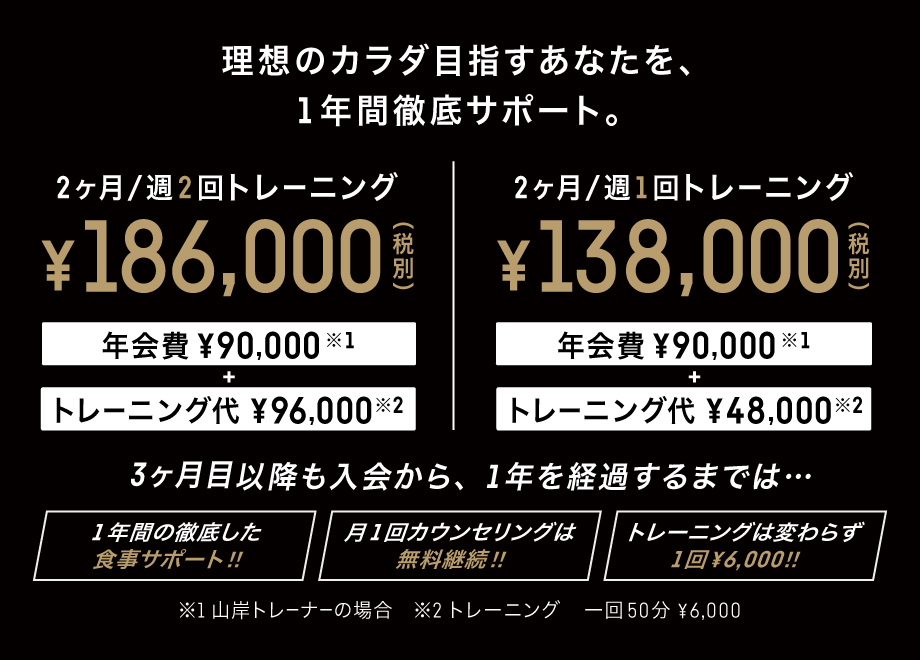 理想のカラダ目指すあなたを、
1年間徹底サポート。
2ヶ月/週2回トレーニング
¥186,000(税別)
年会費 ¥90,000※1
+
トレーニング代 ¥96,000※2
2ヶ月/週1回トレーニング
¥138,000(税別)
年会費 ¥90,000※1
+
トレーニング代 ¥48,000※2
3ヶ月目以降も入会から、1年を経過するまでは…
1年間の徹底した
食事サポート!!
月1回カウンセリングは
無料継続!!
トレーニングは変わらず
1回¥6,000!!
※1 山岸トレーナーの場合 ※2 トレーニング 一回50分 ¥6,000